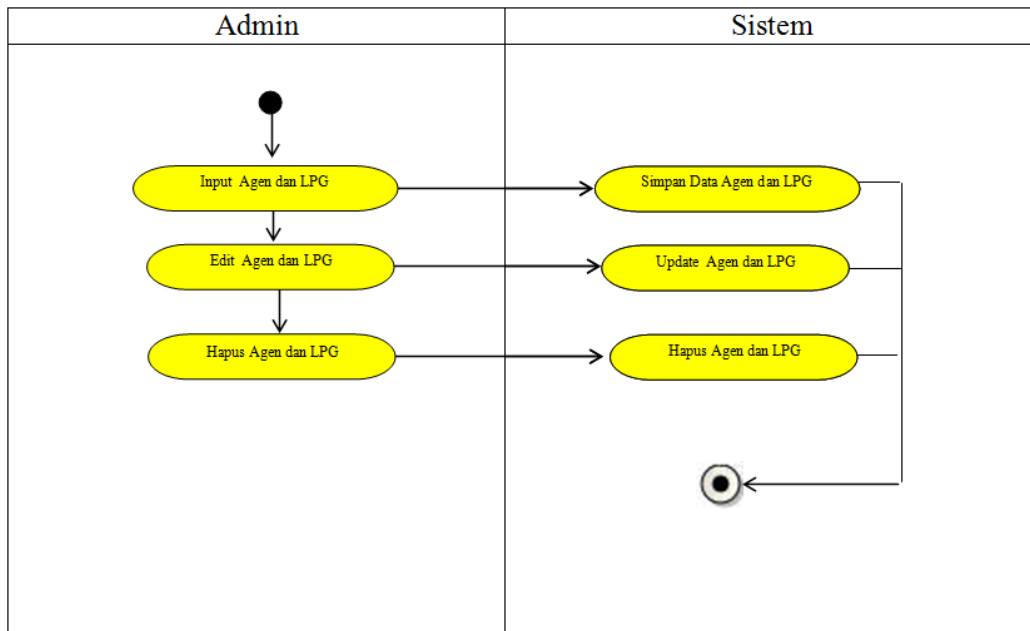 Admin
Sistem
Input Agen dan LPG
Simpan Data Agen dan LPG
Edit Agen dan LPG
Update Agen dan LPG
Hapus Agen dan LPG
Hapus Agen dan LPG